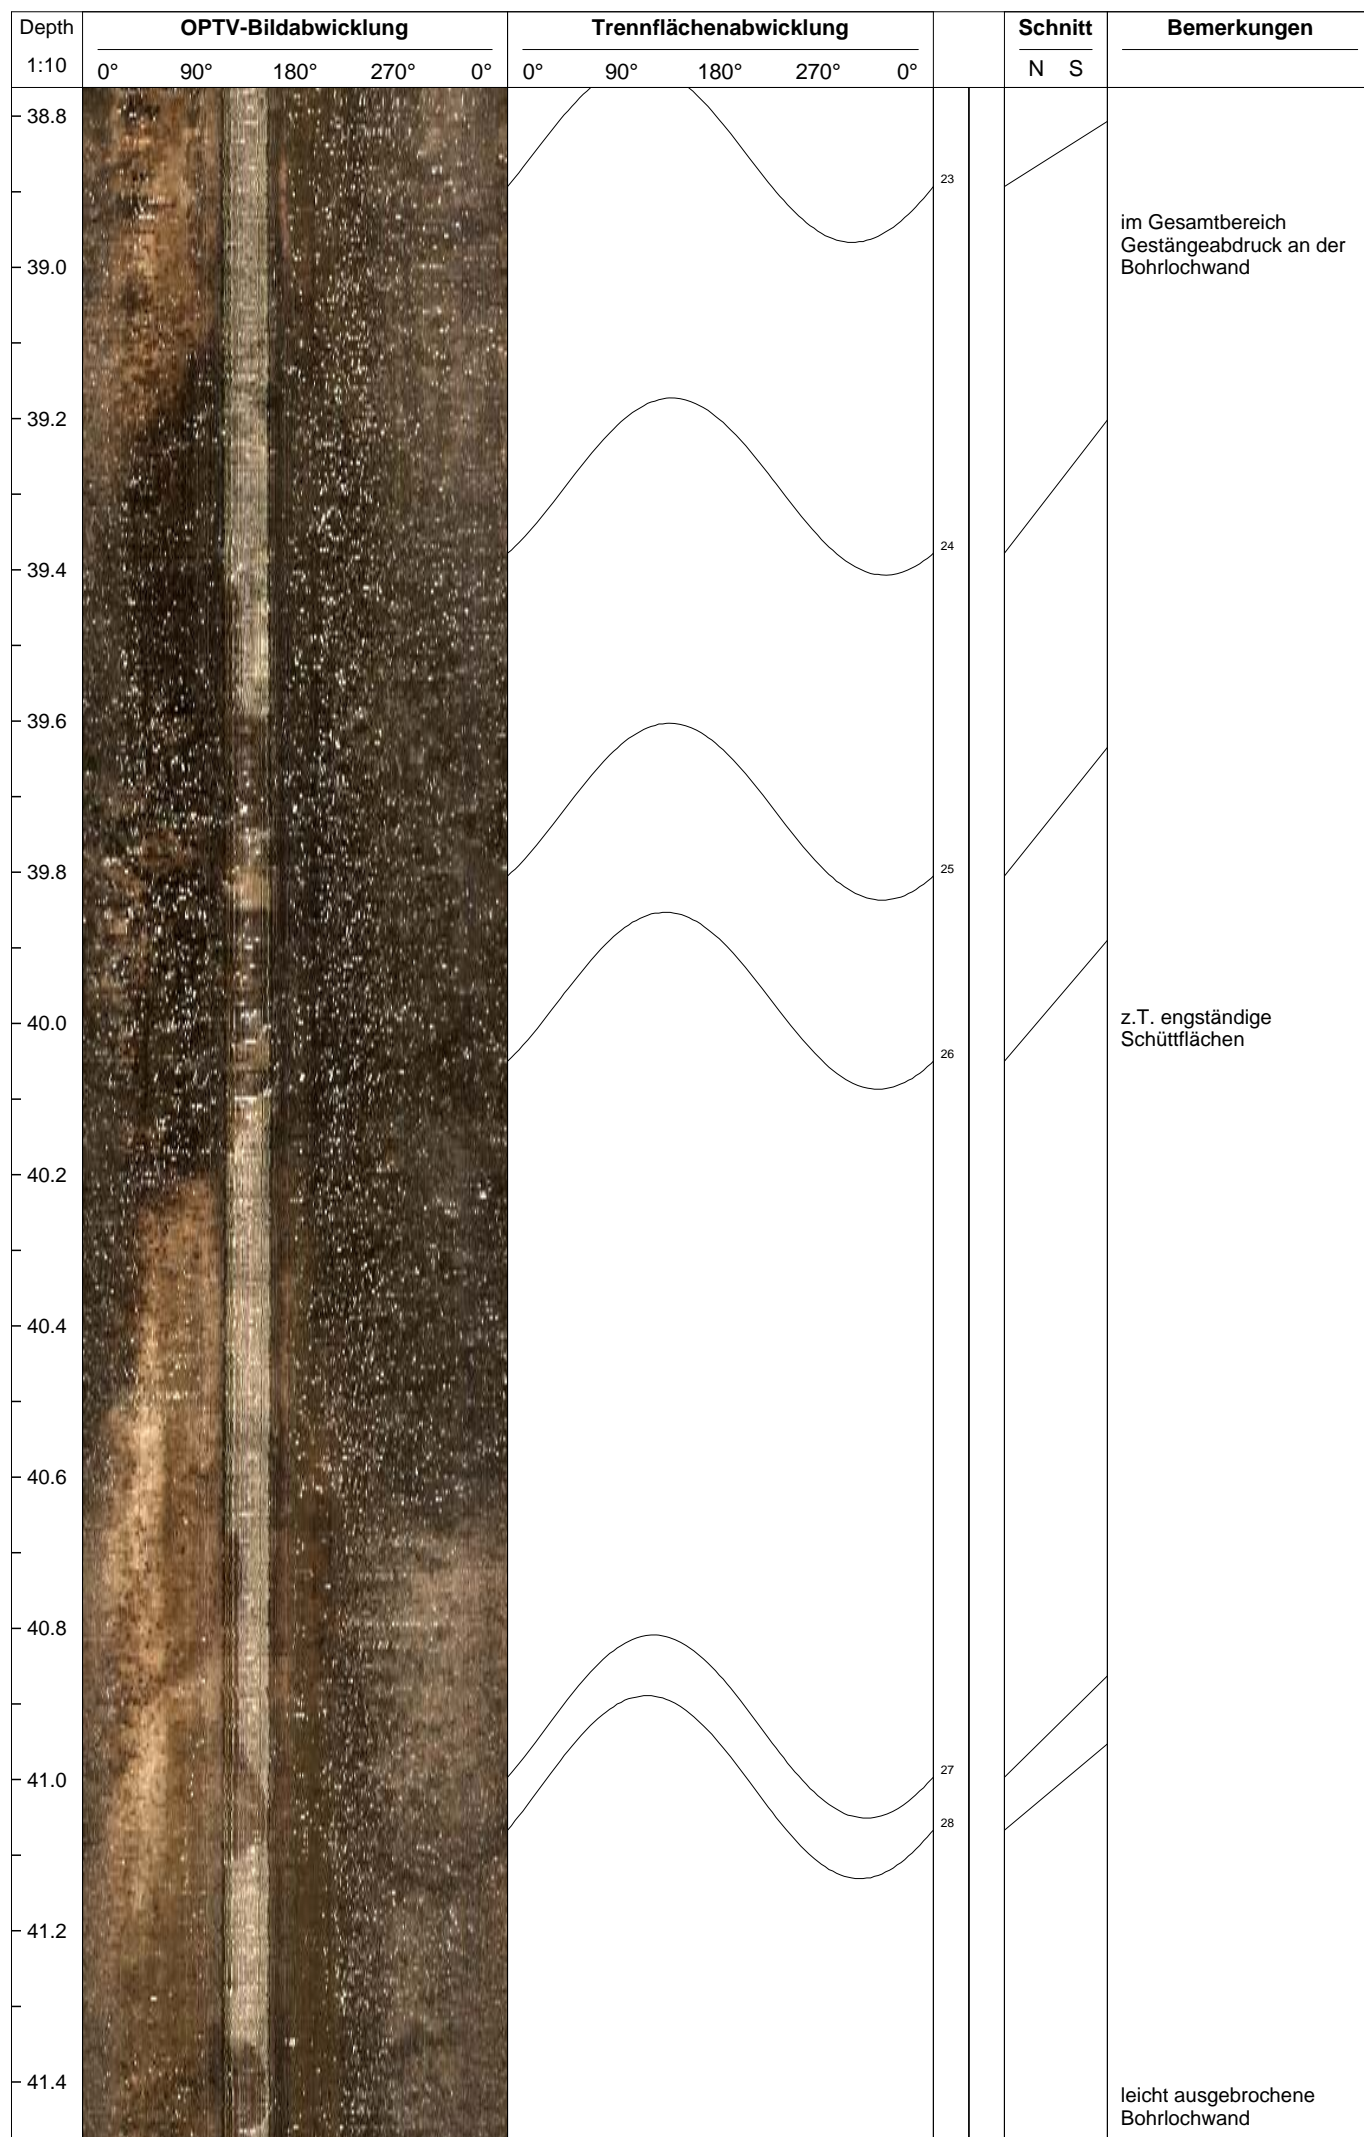 Depth OPTV-Bildabwicklung Trennflächenabwicklung Schnitt Bemerkungen
1:10 0° 90° 180° 270° 0° 0° 90° 180° 270° 0° N S
38.8
23
im Gesamtbereich
Gestängeabdruck an der
39.0 Bohrlochwand
39.2
24
39.4
39.6
39.8 25
40.0 z.T. engständige
Schüttflächen
26
40.2
40.4
40.6
40.8
27
41.0
28
41.2
41.4 leicht ausgebrochene
Bohrlochwand